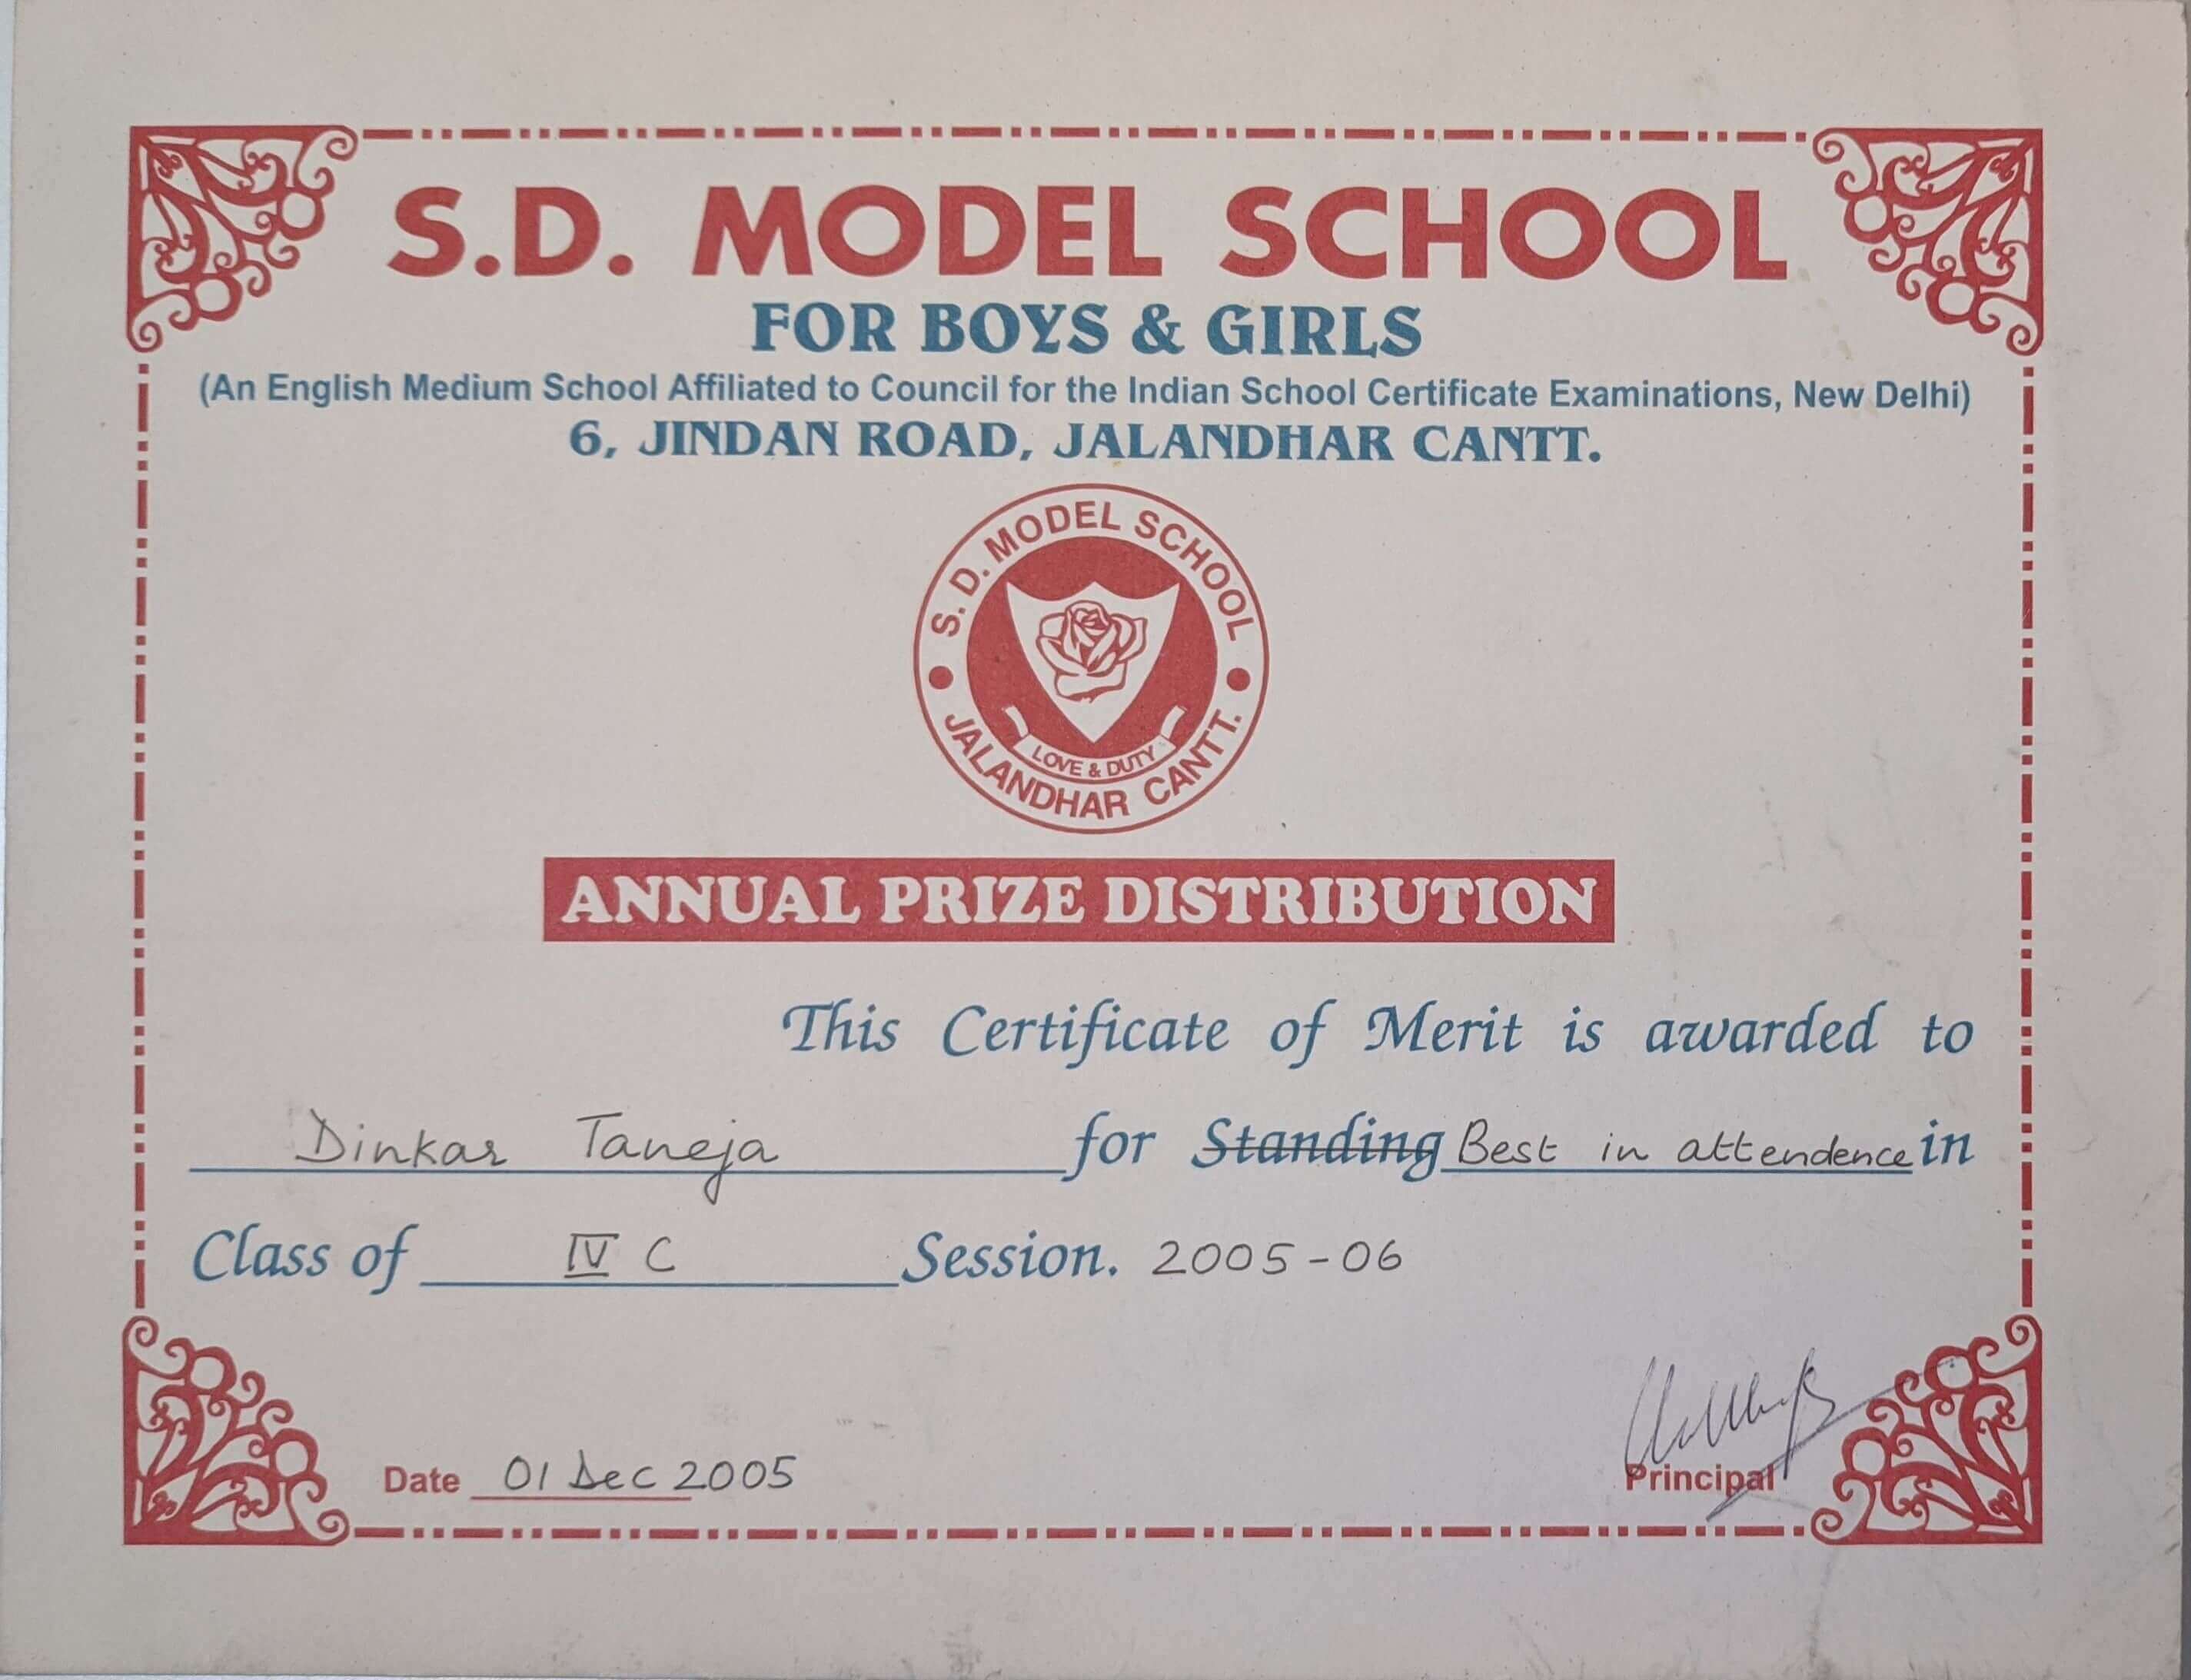 S.D. MODEL SCHOOL
FOR BOYS & GIRLS
(An English Medium School Affiliated to Council for the Indian School Certificate Examinations, New Delhi)
6, JINDAN ROAD, JALANDHAR CANTT.
S. D. MODEL SCHOOL
LOVE & DUTY
JALANDHAR CANTT.
ANNUAL PRIZE DISTRIBUTION
This Certificate of Merit is awarded to
Dinkar Taneja for Standing Best in attendence in
Class of IV C Session. 2005-06
Date 01 Dec 2005
Principal